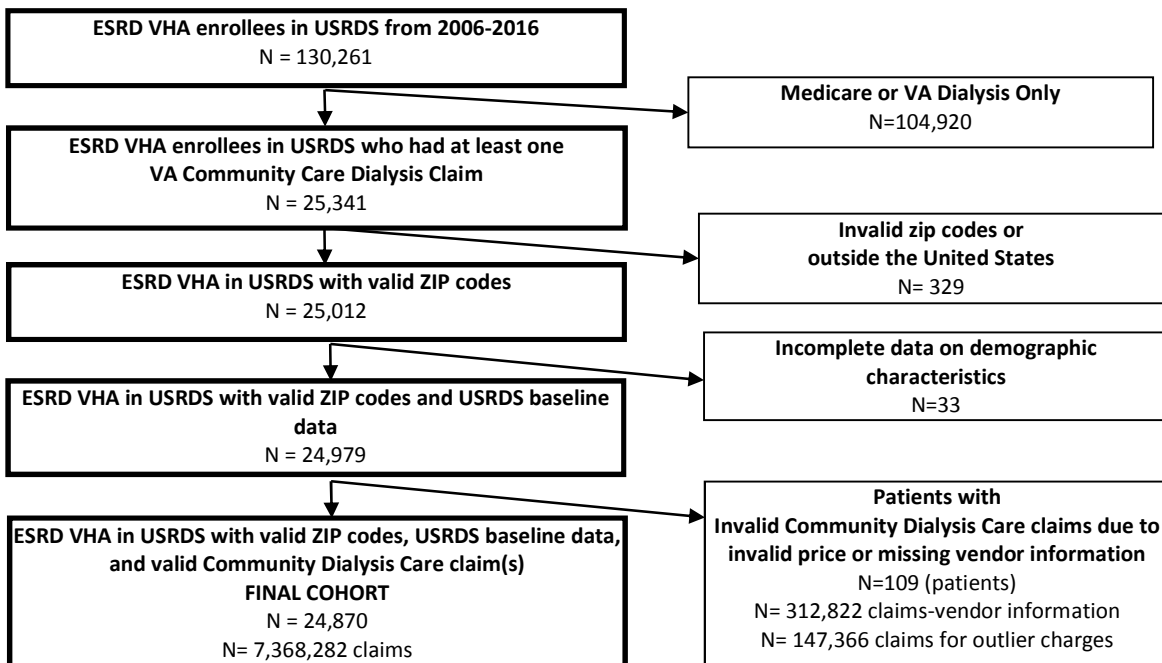 ESRD VHA enrollees in USRDS from 2006-2016
N = 130,261
Medicare or VA Dialysis Only
N=104,920
ESRD VHA enrollees in USRDS who had at least one
VA Community Care Dialysis Claim
N = 25,341
Invalid zip codes or
outside the United States
N= 329
ESRD VHA in USRDS with valid ZIP codes
N = 25,012
Incomplete data on demographic
characteristics
N=33
ESRD VHA in USRDS with valid ZIP codes and USRDS baseline
data
N = 24,979
Patients with
Invalid Community Dialysis Care claims due to
invalid price or missing vendor information
N=109 (patients)
N= 312,822 claims-vendor information
N= 147,366 claims for outlier charges
ESRD VHA in USRDS with valid ZIP codes, USRDS baseline data,
and valid Community Dialysis Care claim(s)
FINAL COHORT
N = 24,870
N= 7,368,282 claims